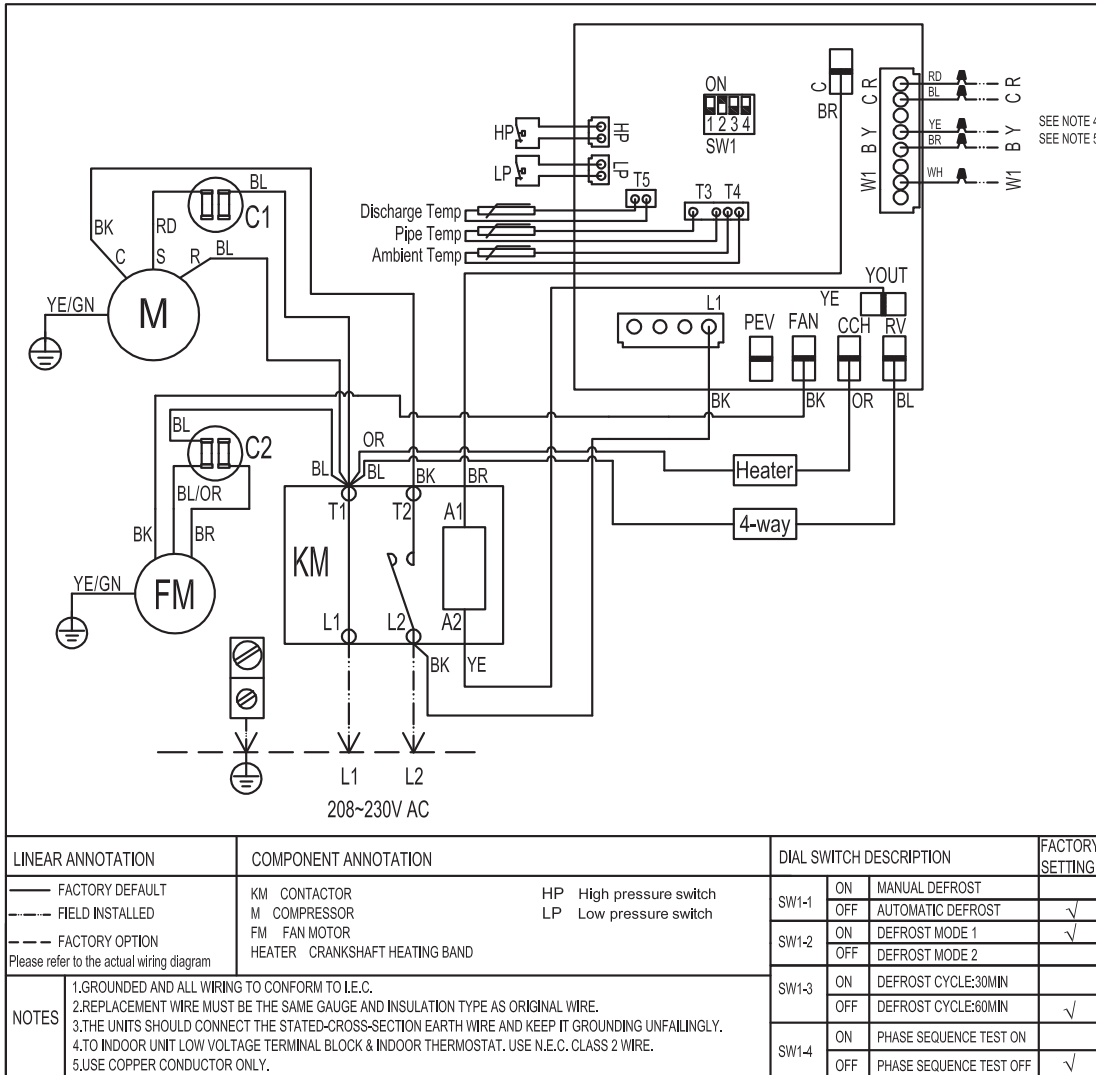 ON
1 2 3 4
SW1
C
BR
C R
B Y
W1
RD
BL
YE
BR
WH
C R
B Y
W1
SEE NOTE 4
SEE NOTE 5
HP
HP
LP
LP
T5
T3 T4
Discharge Temp
Pipe Temp
Ambient Temp
BL
C1
BK
RD
C
S
R
BL
YE/GN
M
L1
YOUT
YE
PEV
FAN
CCH
RV
BK
BK
OR
BL
BL
C2
OR
Heater
4-way
BL/OR
BL
BL
BK
BR
T1
T2
A1
BK
BR
KM
YE/GN
FM
L1
L2
A2
BK
YE
L1
L2
208~230V AC
LINEAR ANNOTATION
FACTORY DEFAULT
FIELD INSTALLED
FACTORY OPTION
Please refer to the actual wiring diagram
COMPONENT ANNOTATION
KM CONTACTOR
M COMPRESSOR
FM FAN MOTOR
HEATER CRANKSHAFT HEATING BAND
HP High pressure switch
LP Low pressure switch
DIAL SWITCH DESCRIPTION
FACTORY
SETTING
SW1-1
ON MANUAL DEFROST
OFF AUTOMATIC DEFROST √
SW1-2
ON DEFROST MODE 1 √
OFF DEFROST MODE 2
SW1-3
ON DEFROST CYCLE:30MIN
OFF DEFROST CYCLE:60MIN √
SW1-4
ON PHASE SEQUENCE TEST ON
OFF PHASE SEQUENCE TEST OFF √
NOTES
1.GROUNDED AND ALL WIRING TO CONFORM TO I.E.C.
2.REPLACEMENT WIRE MUST BE THE SAME GAUGE AND INSULATION TYPE AS ORIGINAL WIRE.
3.THE UNITS SHOULD CONNECT THE STATED-CROSS-SECTION EARTH WIRE AND KEEP IT GROUNDING UNFAILINGLY.
4.TO INDOOR UNIT LOW VOLTAGE TERMINAL BLOCK & INDOOR THERMOSTAT. USE N.E.C. CLASS 2 WIRE.
5.USE COPPER CONDUCTOR ONLY.